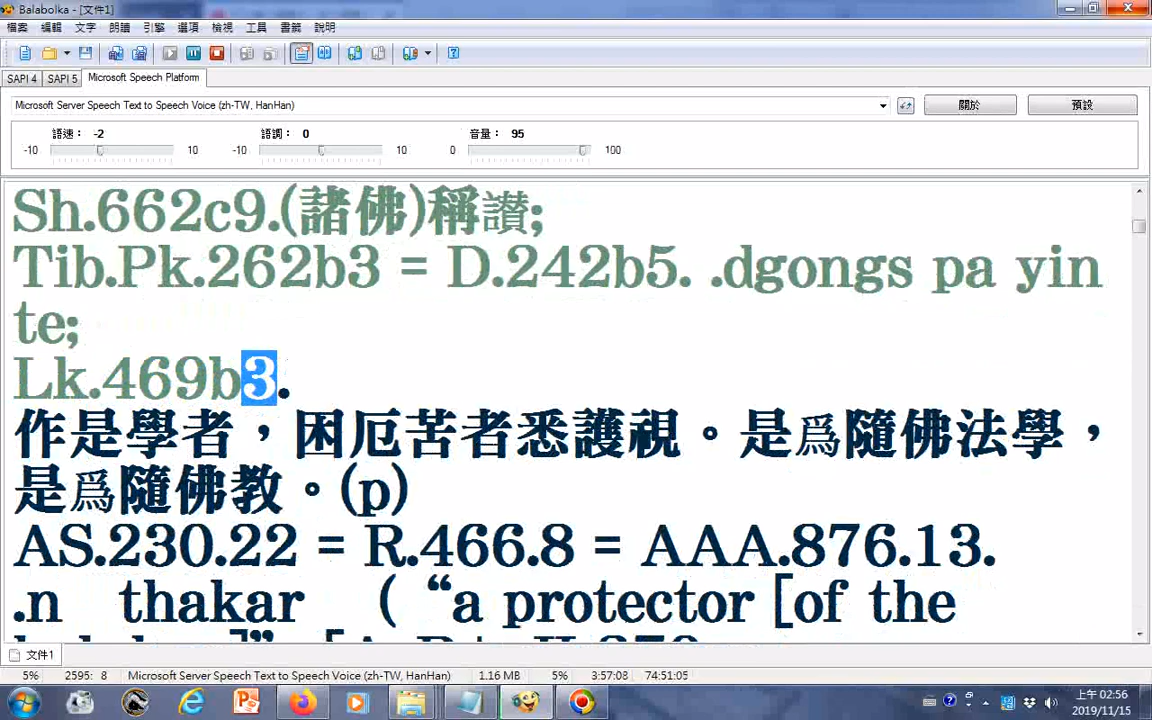 Balabolka - [文件1]
檔案 編輯 文字 朗讀 引擎 選項 檢視 工具 書籤 說明
SAPI 4 SAPI 5 Microsoft Speech Platform
Microsoft Server Speech Text to Speech Voice (zh-TW, HanHan) 關於 預設
語速: -2 語調: 0 音量: 95
-10 10 -10 10 0 100
Sh.662c9.(諸佛)稱讃;
Tib.Pk.262b3 = D.242b5. .dgongs pa yin
te;
Lk.469b3.
作是學者，困厄苦者悉護視。是爲隨佛法學，
是爲隨佛教。(p)
AS.230.22 = R.466.8 = AAA.876.13.
.n thakar ( “a protector [of the
文件1
5% 2595: 8 Microsoft Server Speech Text to Speech Voice (zh-TW, HanHan) 1.16 MB 5% 3:57:08 74:51:05
上午 02:56
2019/11/15